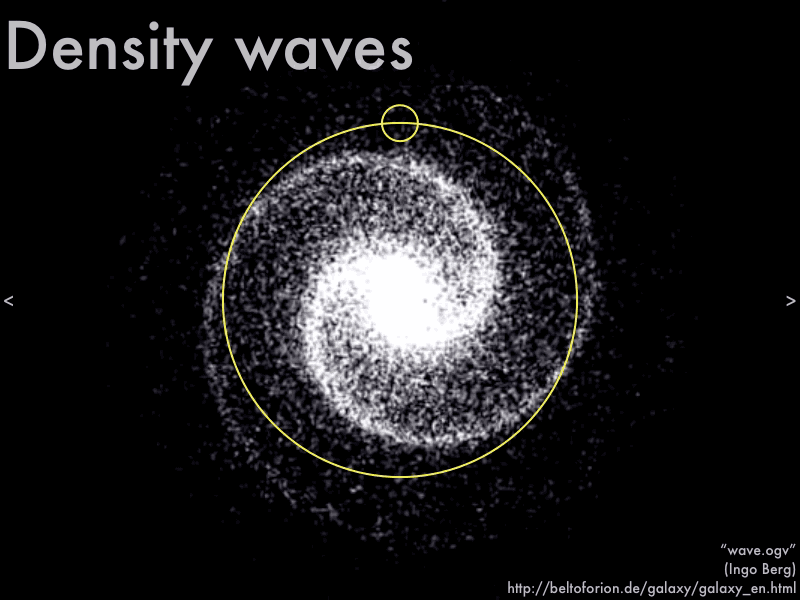 Density waves
<
>
“wave.ogv”
(Ingo Berg)
http://beltoforion.de/galaxy/galaxy_en.html